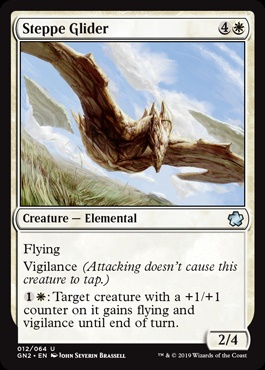 Steppe Glider 4
Creature — Elemental
Flying
Vigilance (Attacking doesn't cause this
creature to tap.)
1 : Target creature with a +1/+1
counter on it gains flying and
vigilance until end of turn.
2/4
012/064 U
GN2 • EN John Severin Brassell
™ & © 2019 Wizards of the Coast